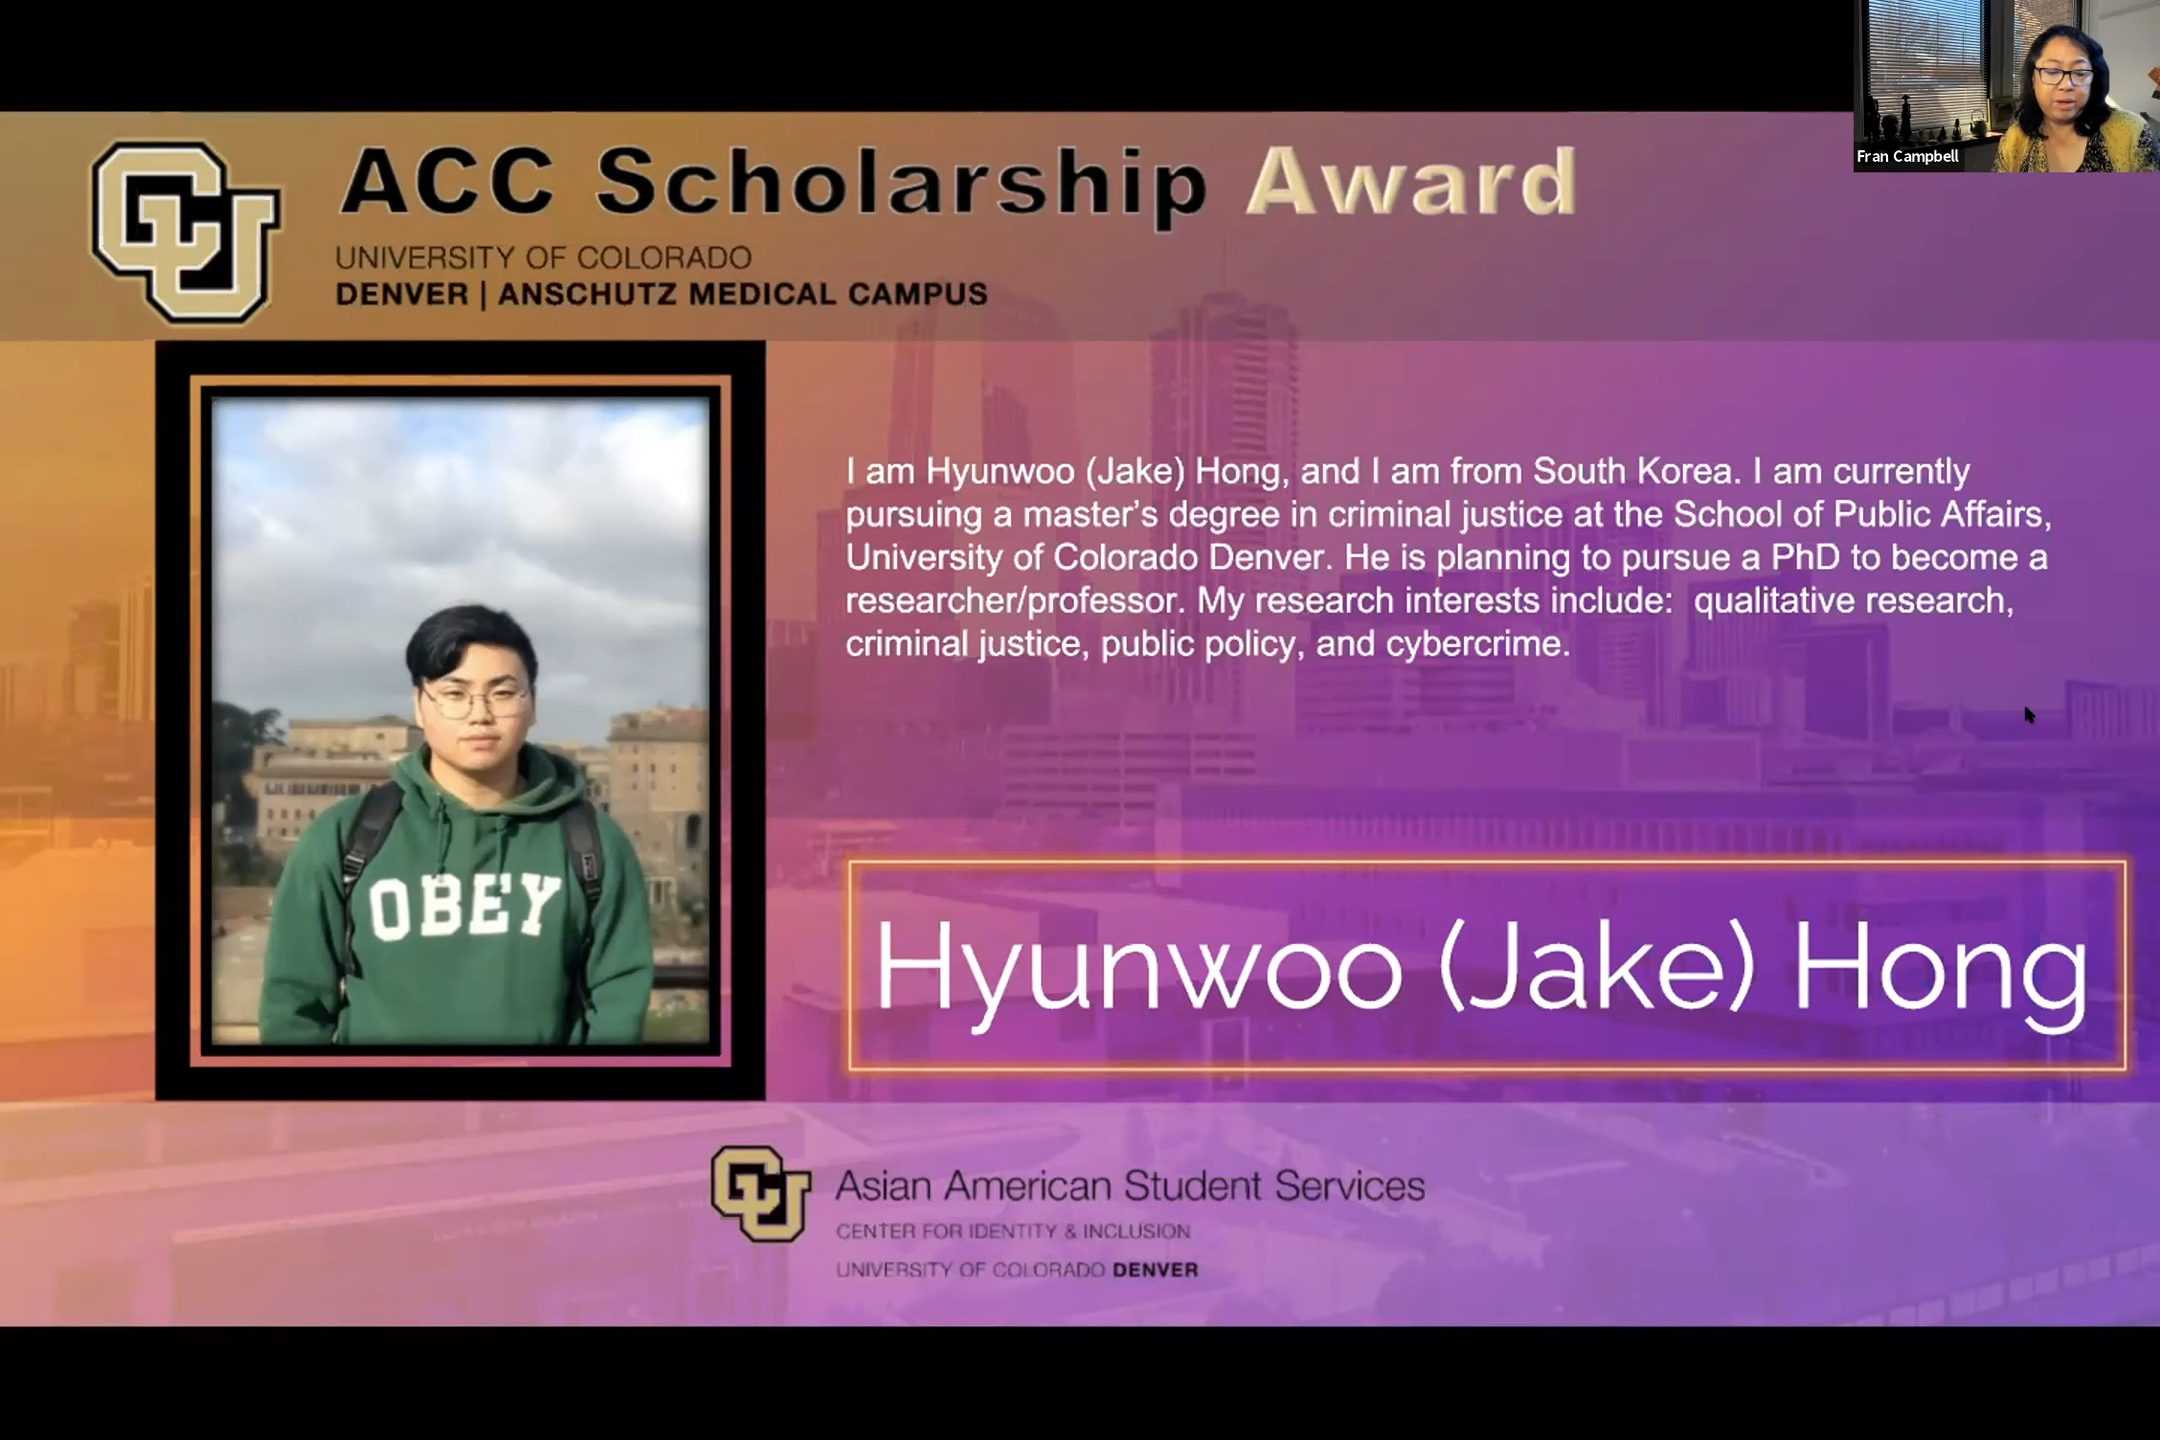 Fran Campbell
CU
ACC Scholarship Award
UNIVERSITY OF COLORADO
DENVER | ANSCHUTZ MEDICAL CAMPUS
I am Hyunwoo (Jake) Hong, and I am from South Korea. I am currently
pursuing a master’s degree in criminal justice at the School of Public Affairs,
University of Colorado Denver. He is planning to pursue a PhD to become a
researcher/professor. My research interests include:  qualitative research,
criminal justice, public policy, and cybercrime.
OBEY
Hyunwoo (Jake) Hong
CU
Asian American Student Services
CENTER FOR IDENTITY & INCLUSION
UNIVERSITY OF COLORADO DENVER